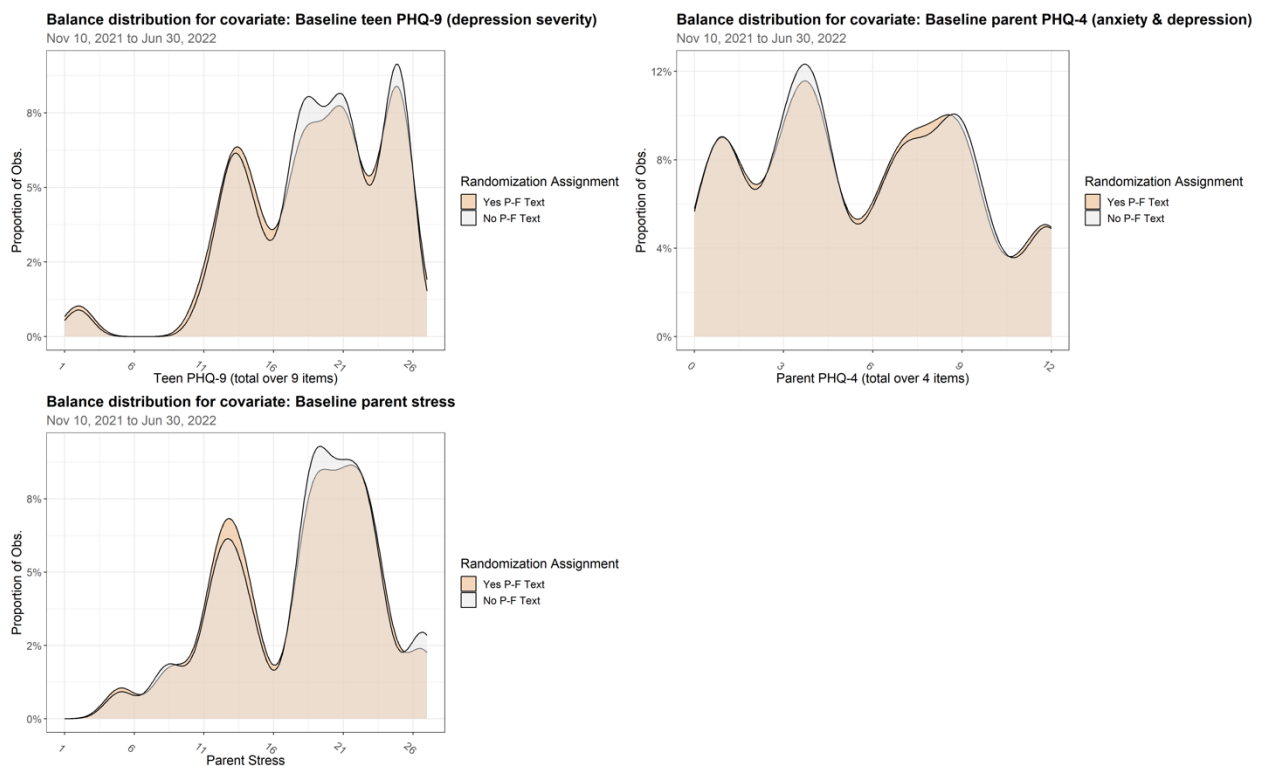 Balance distribution for covariate: Baseline teen PHQ-9 (depression severity)
Nov 10, 2021 to Jun 30, 2022
Proportion of Obs.
8%
5%
2%
0%
1
6
11
16
21
26
Teen PHQ-9 (total over 9 items)
Randomization Assignment
Yes P-F Text
No P-F Text
Balance distribution for covariate: Baseline parent PHQ-4 (anxiety & depression)
Nov 10, 2021 to Jun 30, 2022
Proportion of Obs.
12%
8%
4%
0%
0
3
6
9
12
Parent PHQ-4 (total over 4 items)
Randomization Assignment
Yes P-F Text
No P-F Text
Balance distribution for covariate: Baseline parent stress
Nov 10, 2021 to Jun 30, 2022
Proportion of Obs.
8%
5%
2%
0%
1
6
11
16
21
26
Parent Stress
Randomization Assignment
Yes P-F Text
No P-F Text